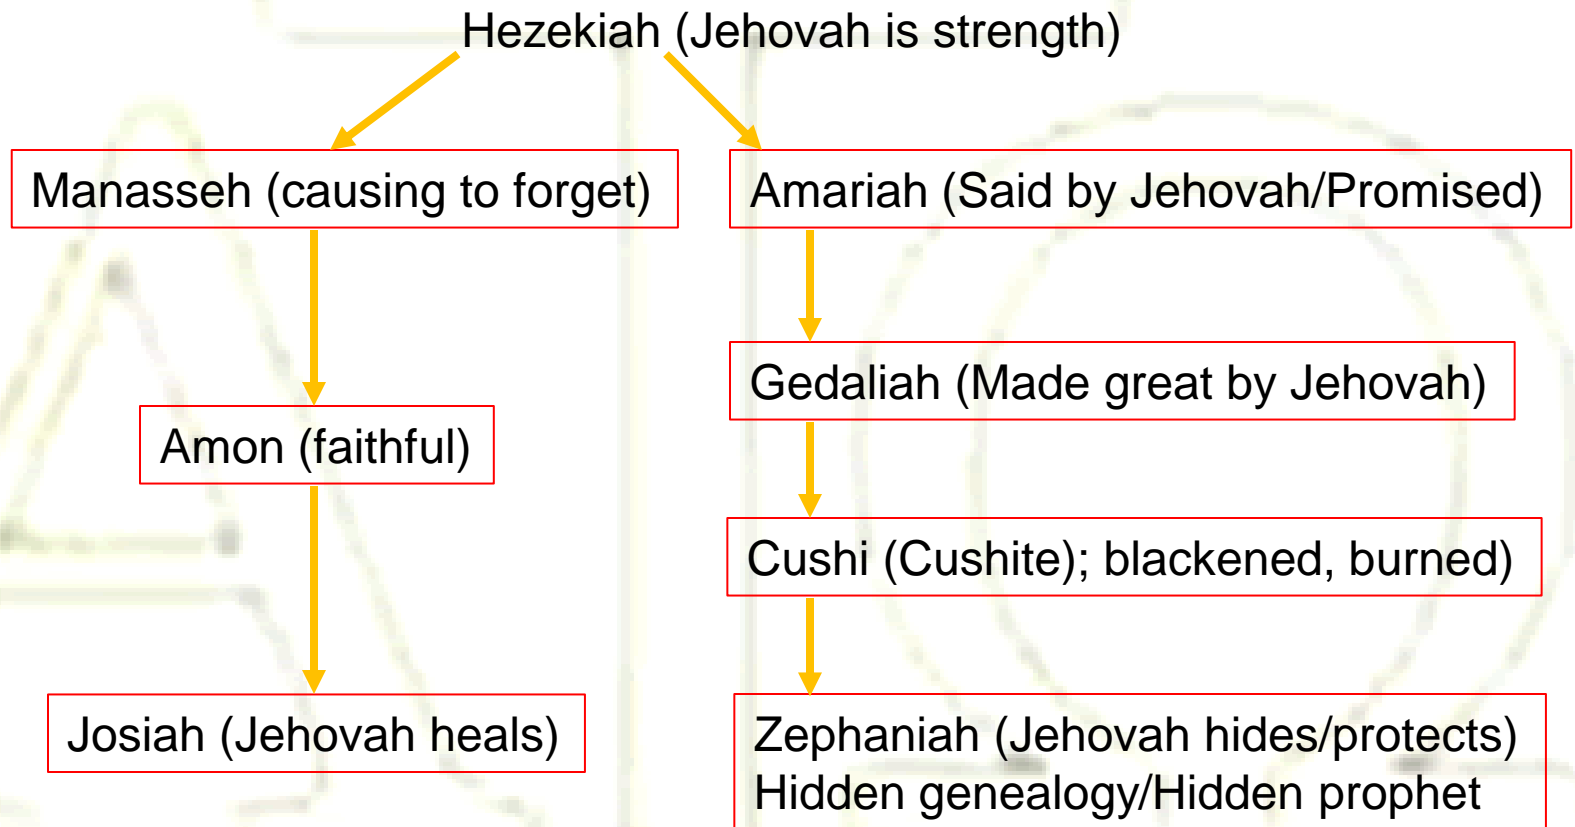 Hezekiah (Jehovah is strength)
Manasseh (causing to forget)
Amariah (Said by Jehovah/Promised)
Gedaliah (Made great by Jehovah)
Amon (faithful)
Cushi (Cushite); blackened, burned)
Josiah (Jehovah heals)
Zephaniah (Jehovah hides/protects)
Hidden genealogy/Hidden prophet